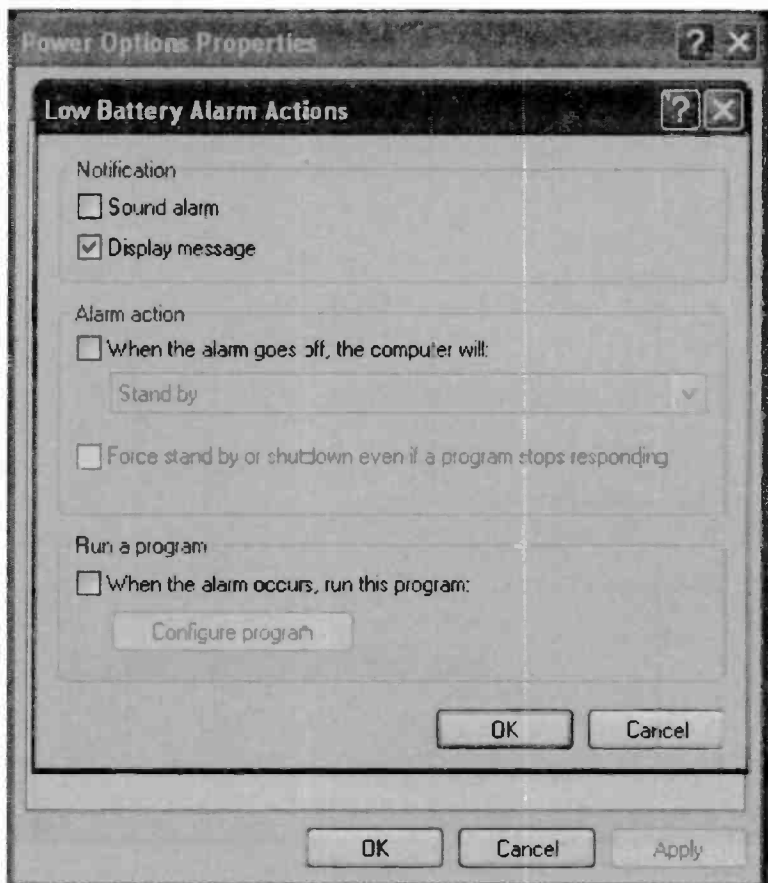 Power Options Properties
Low Battery Alarm Actions
Notification
Sound alarm
Display message
Alarm action
When the alarm goes off, the computer will:
Stand by
Force stand by or shutdown even if a program stops responding
Run a program
When the alarm occurs, run this program:
Configure program
OK Cancel
OK Cancel Apply